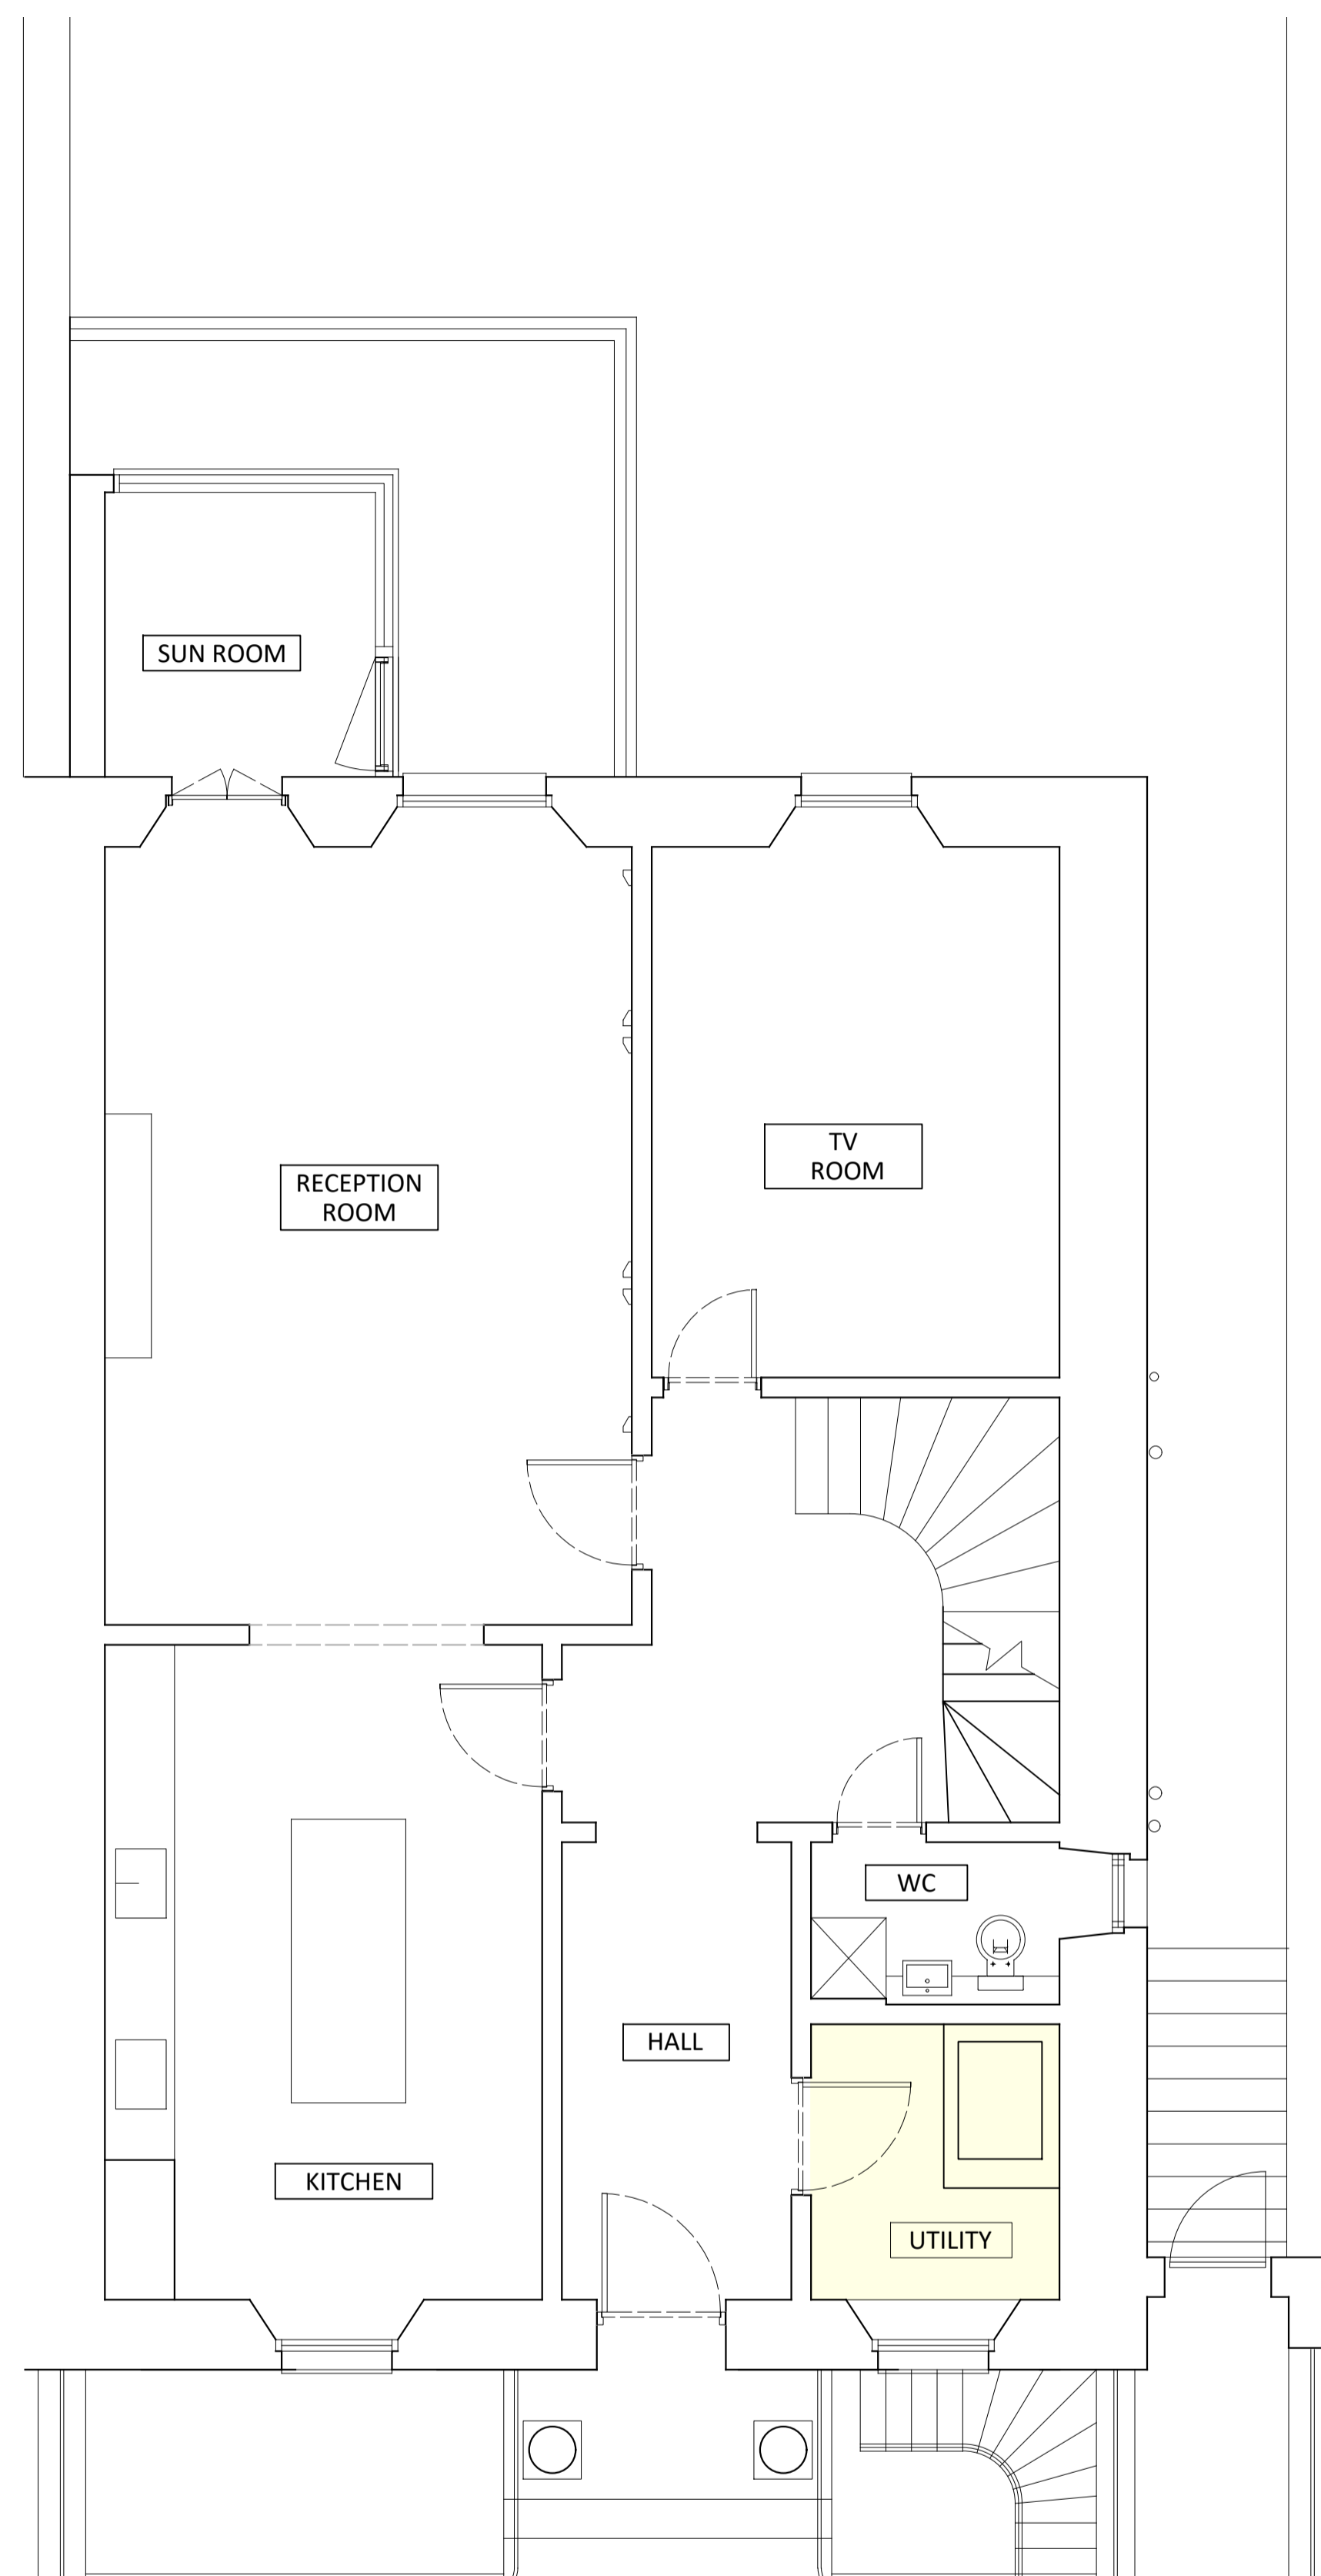 SUN ROOM
TV
ROOM
RECEPTION
ROOM
WC
HALL
KITCHEN
UTILITY